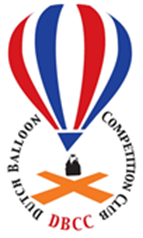 DUTCH BALLOON
COMPETITION CLUB
DBCC